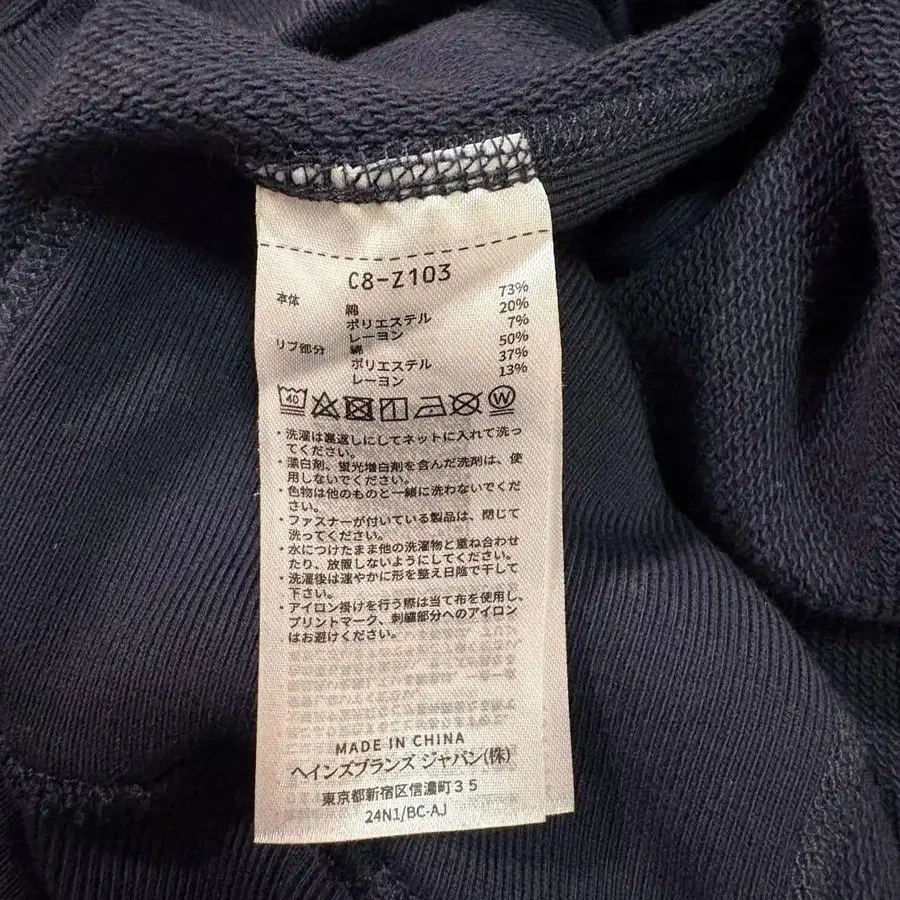 C8-Z103
本体 綿 73%
ポリエステル 20%
レーヨン 7%
リブ部分 綿 50%
ポリエステル 37%
レーヨン 13%
40 W
・洗濯は裏返しにしてネットに入れて洗っ
てください。
・漂白剤、蛍光増白剤を含んだ洗剤は、使
用しないでください。
・色物は他のものと一緒に洗わないでくだ
さい。
・ファスナーが付いている製品は、閉じて
洗ってください。
・水につけたまま他の洗濯物と重ね合わせ
たり、放置しないようにしてください。
・洗濯後は速やかに形を整え日陰で干して
下さい。
・アイロン掛けを行う際は当て布を使用し、
プリントマーク、刺繍部分へのアイロン
はお避けください。
MADE IN CHINA
ヘインズブランズ ジャパン(株)
東京都新宿区信濃町35
24N1/BC-AJ